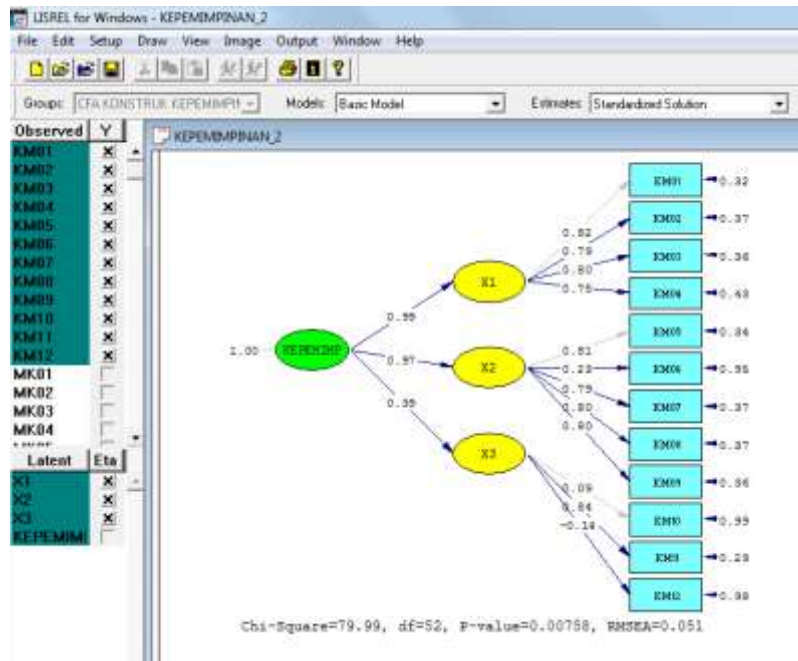 LISREL for Windows - KEPEMIMPINAN_2
File Edit Setup Draw View Image Output Window Help
Groups: CFA KONSTRUK KEPEMIMPIN Models: Basic Model Estimates: Standardized Solution
Observed Y
KM01
KM02
KM03
KM04
KM05
KM06
KM07
KM08
KM09
KM10
KM11
KM12
MK01
MK02
MK03
MK04
Latent Eta
X1
X2
X3
KEPEMIMI
KEPEMIMPINAN_2
1.00
KEPEMIMP
0.99
0.97
0.39
X1
X2
X3
0.82
0.79
0.80
0.75
0.81
0.23
0.79
0.80
0.80
0.09
0.84
-0.14
KM01 0.32
KM02 0.37
KM03 0.36
KM04 0.43
KM05 0.34
KM06 0.95
KM07 0.37
KM08 0.37
KM09 0.36
KM10 0.99
KM11 0.29
KM12 0.98
Chi-Square=79.99, df=52, P-value=0.00758, RMSEA=0.051